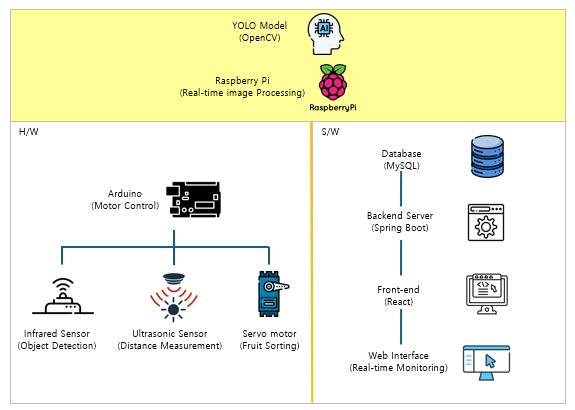 YOLO Model
(OpenCV)
AI
Raspberry Pi
(Real-time image Processing)
RaspberryPi
H/W
S/W
Arduino
(Motor Control)
Infrared Sensor
(Object Detection)
Ultrasonic Sensor
(Distance Measurement)
Servo motor
(Fruit Sorting)
Database
(MySQL)
Backend Server
(Spring Boot)
Front-end
(React)
</>
Web Interface
(Real-time Monitoring)